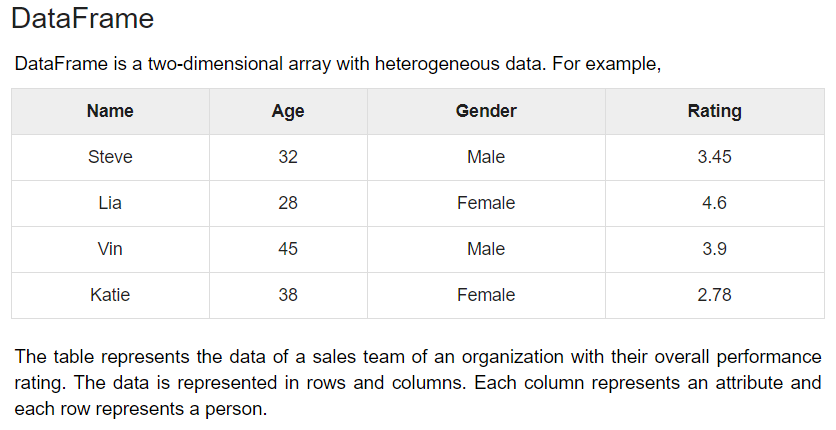 DataFrame
DataFrame is a two-dimensional array with heterogeneous data. For example,
Name Age Gender Rating
Steve 32 Male 3.45
Lia 28 Female 4.6
Vin 45 Male 3.9
Katie 38 Female 2.78
The table represents the data of a sales team of an organization with their overall performance
rating. The data is represented in rows and columns. Each column represents an attribute and
each row represents a person.